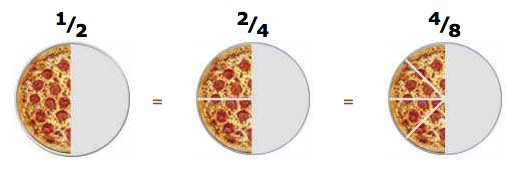 1/2 2/4 4/8
= =